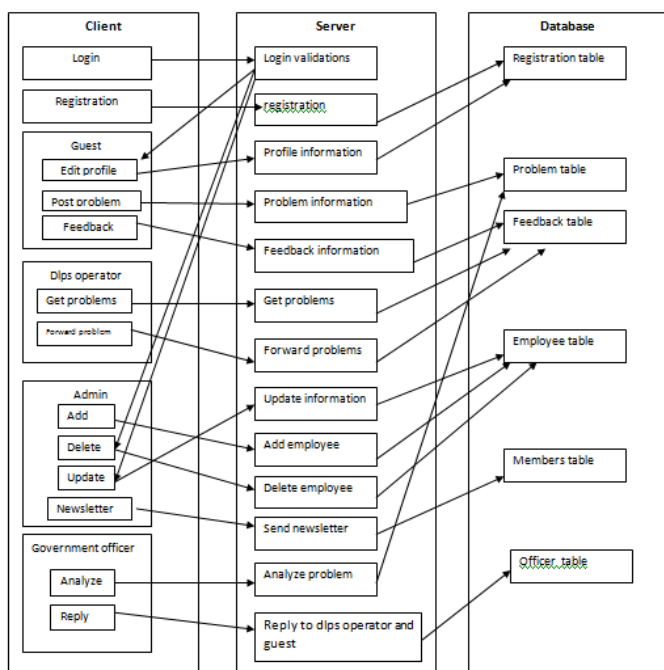 Client
Login
Registration
Guest
Edit profile
Post problem
Feedback
Dlps operator
Get problems
Forward problem
Admin
Add
Delete
Update
Newsletter
Government officer
Analyze
Reply
Server
Login validations
registration
Profile information
Problem information
Feedback information
Get problems
Forward problems
Update information
Add employee
Delete employee
Send newsletter
Analyze problem
Reply to dlps operator and
guest
Database
Registration table
Problem table
Feedback table
Employee table
Members table
Officer table